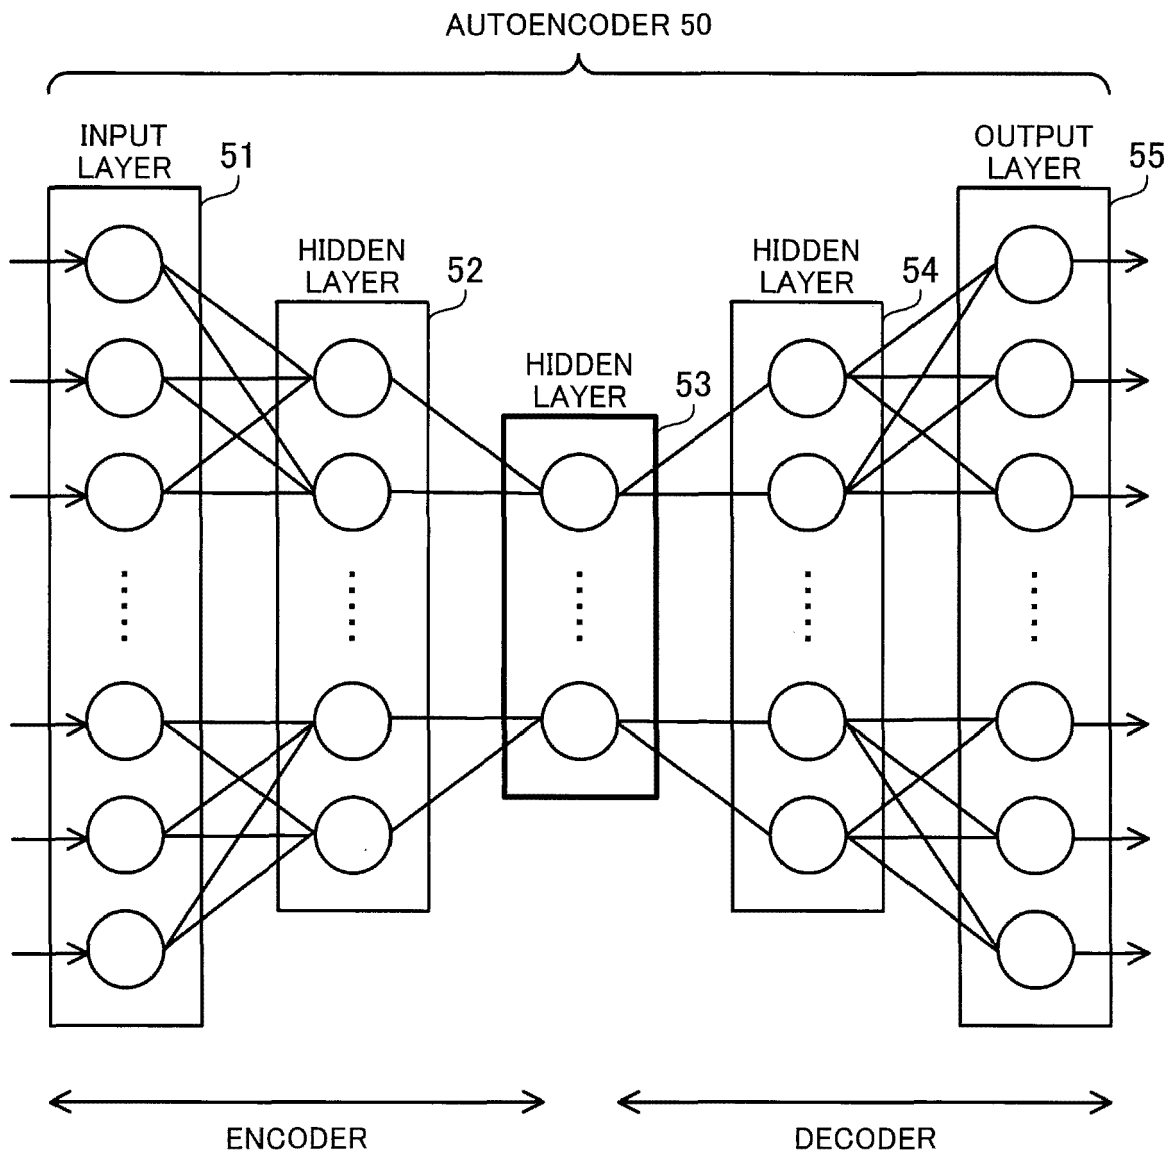 AUTOENCODER 50
INPUT
LAYER
51
HIDDEN
LAYER
52
HIDDEN
LAYER
53
HIDDEN
LAYER
54
OUTPUT
LAYER
55
ENCODER
DECODER